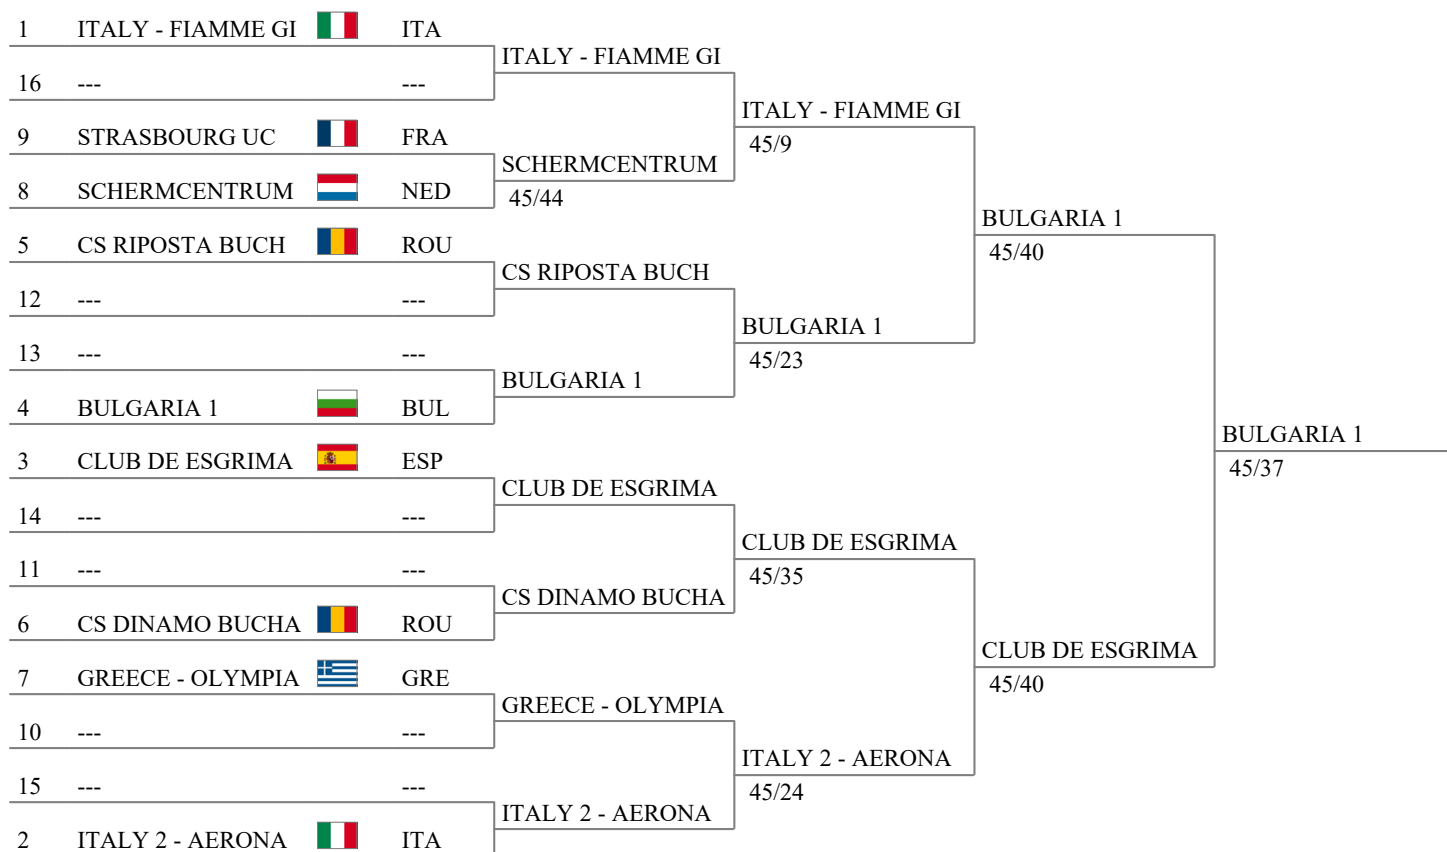 1 ITALY - FIAMME GI ITA
16 --- ---
9 STRASBOURG UC FRA
8 SCHERMCENTRUM NED
5 CS RIPOSTA BUCH ROU
12 --- ---
13 --- ---
4 BULGARIA 1 BUL
3 CLUB DE ESGRIMA ESP
14 --- ---
11 --- ---
6 CS DINAMO BUCHA ROU
7 GREECE - OLYMPIA GRE
10 --- ---
15 --- ---
2 ITALY 2 - AERONA ITA
ITALY - FIAMME GI
SCHERMCENTRUM
45/44
CS RIPOSTA BUCH
BULGARIA 1
CLUB DE ESGRIMA
CS DINAMO BUCHA
GREECE - OLYMPIA
ITALY 2 - AERONA
ITALY - FIAMME GI
45/9
BULGARIA 1
45/23
CLUB DE ESGRIMA
45/35
ITALY 2 - AERONA
45/24
BULGARIA 1
45/40
CLUB DE ESGRIMA
45/40
BULGARIA 1
45/37